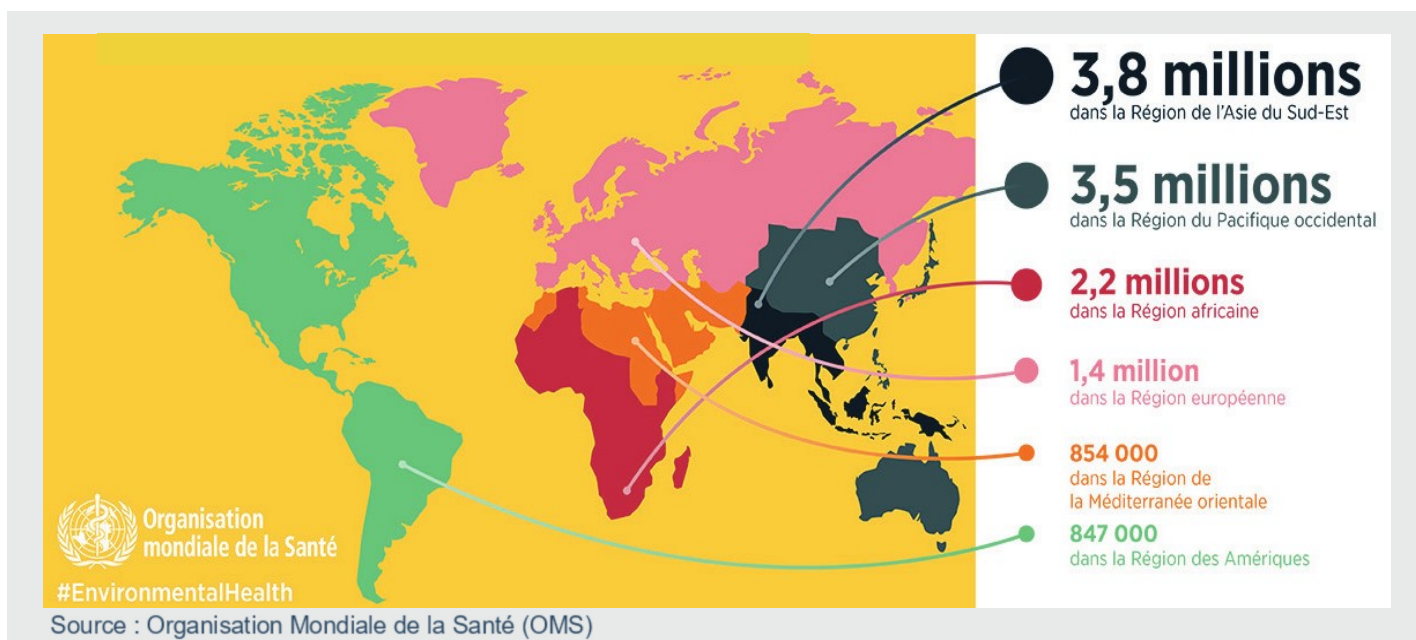 3,8 millions
dans la Région de l'Asie du Sud-Est
3,5 millions
dans la Région du Pacifique occidental
2,2 millions
dans la Région africaine
1,4 million
dans la Région européenne
854 000
dans la Région de
la Méditerranée orientale
847 000
dans la Région des Amériques
Organisation
mondiale de la Santé
#EnvironmentalHealth
Source : Organisation Mondiale de la Santé (OMS)